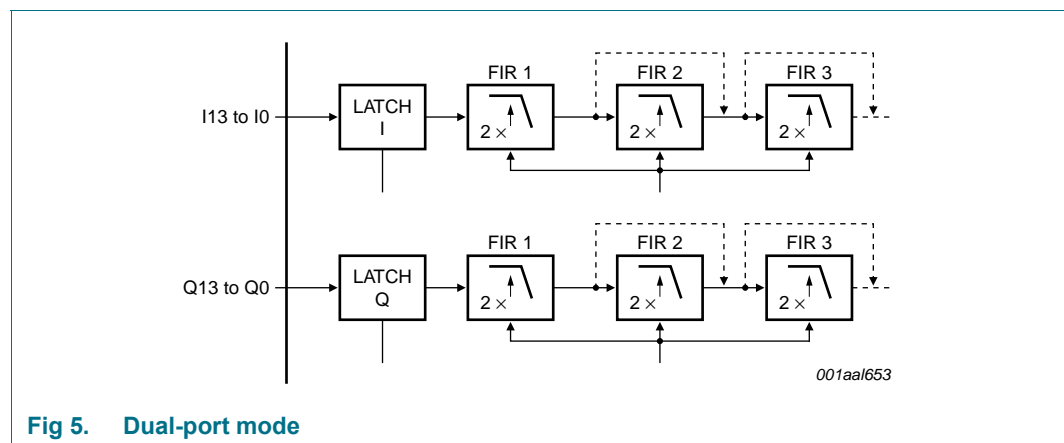 FIR 1 FIR 2 FIR 3
I13 to I0
LATCH
I
2 ×
2 ×
2 ×
FIR 1 FIR 2 FIR 3
Q13 to Q0
LATCH
Q
2 ×
2 ×
2 ×
001aal653
Fig 5. Dual-port mode